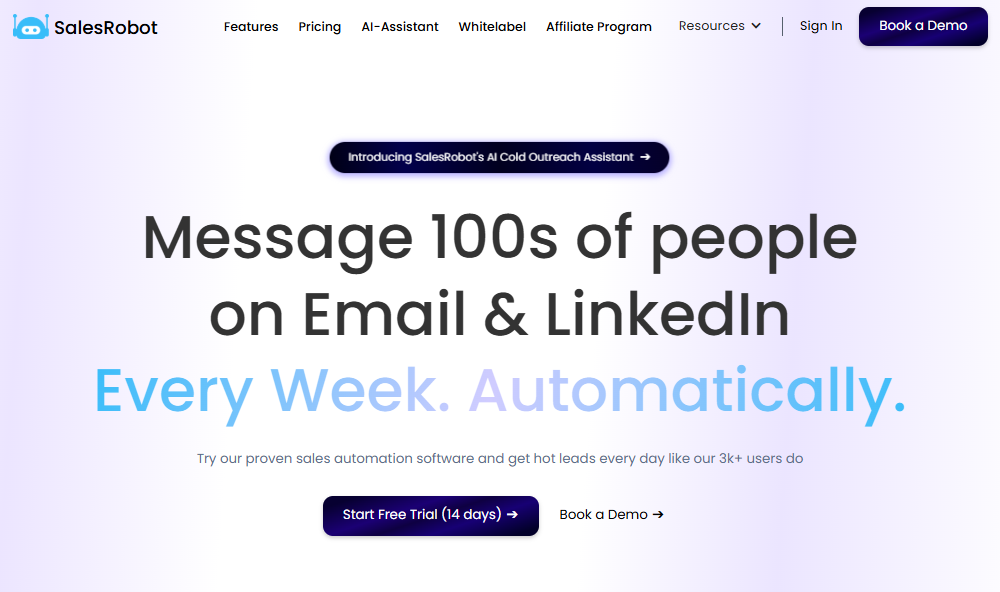 SalesRobot
Features Pricing AI-Assistant Whitelabel Affiliate Program Resources Sign In Book a Demo
Introducing SalesRobot's AI Cold Outreach Assistant ➔
Message 100s of people
on Email & LinkedIn
Every Week. Automatically.
Try our proven sales automation software and get hot leads every day like our 3k+ users do
Start Free Trial (14 days) ➔ Book a Demo ➔